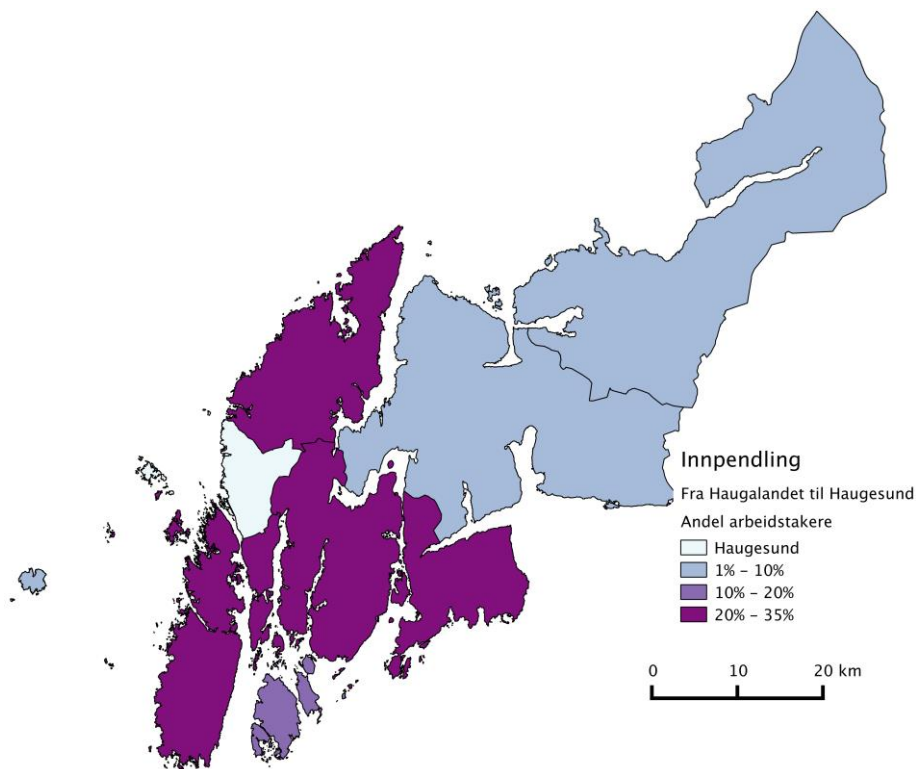 Innpendling
Fra Haugalandet til Haugesund
Andel arbeidstakere
Haugesund
1% - 10%
10% - 20%
20% - 35%
0 10 20 km